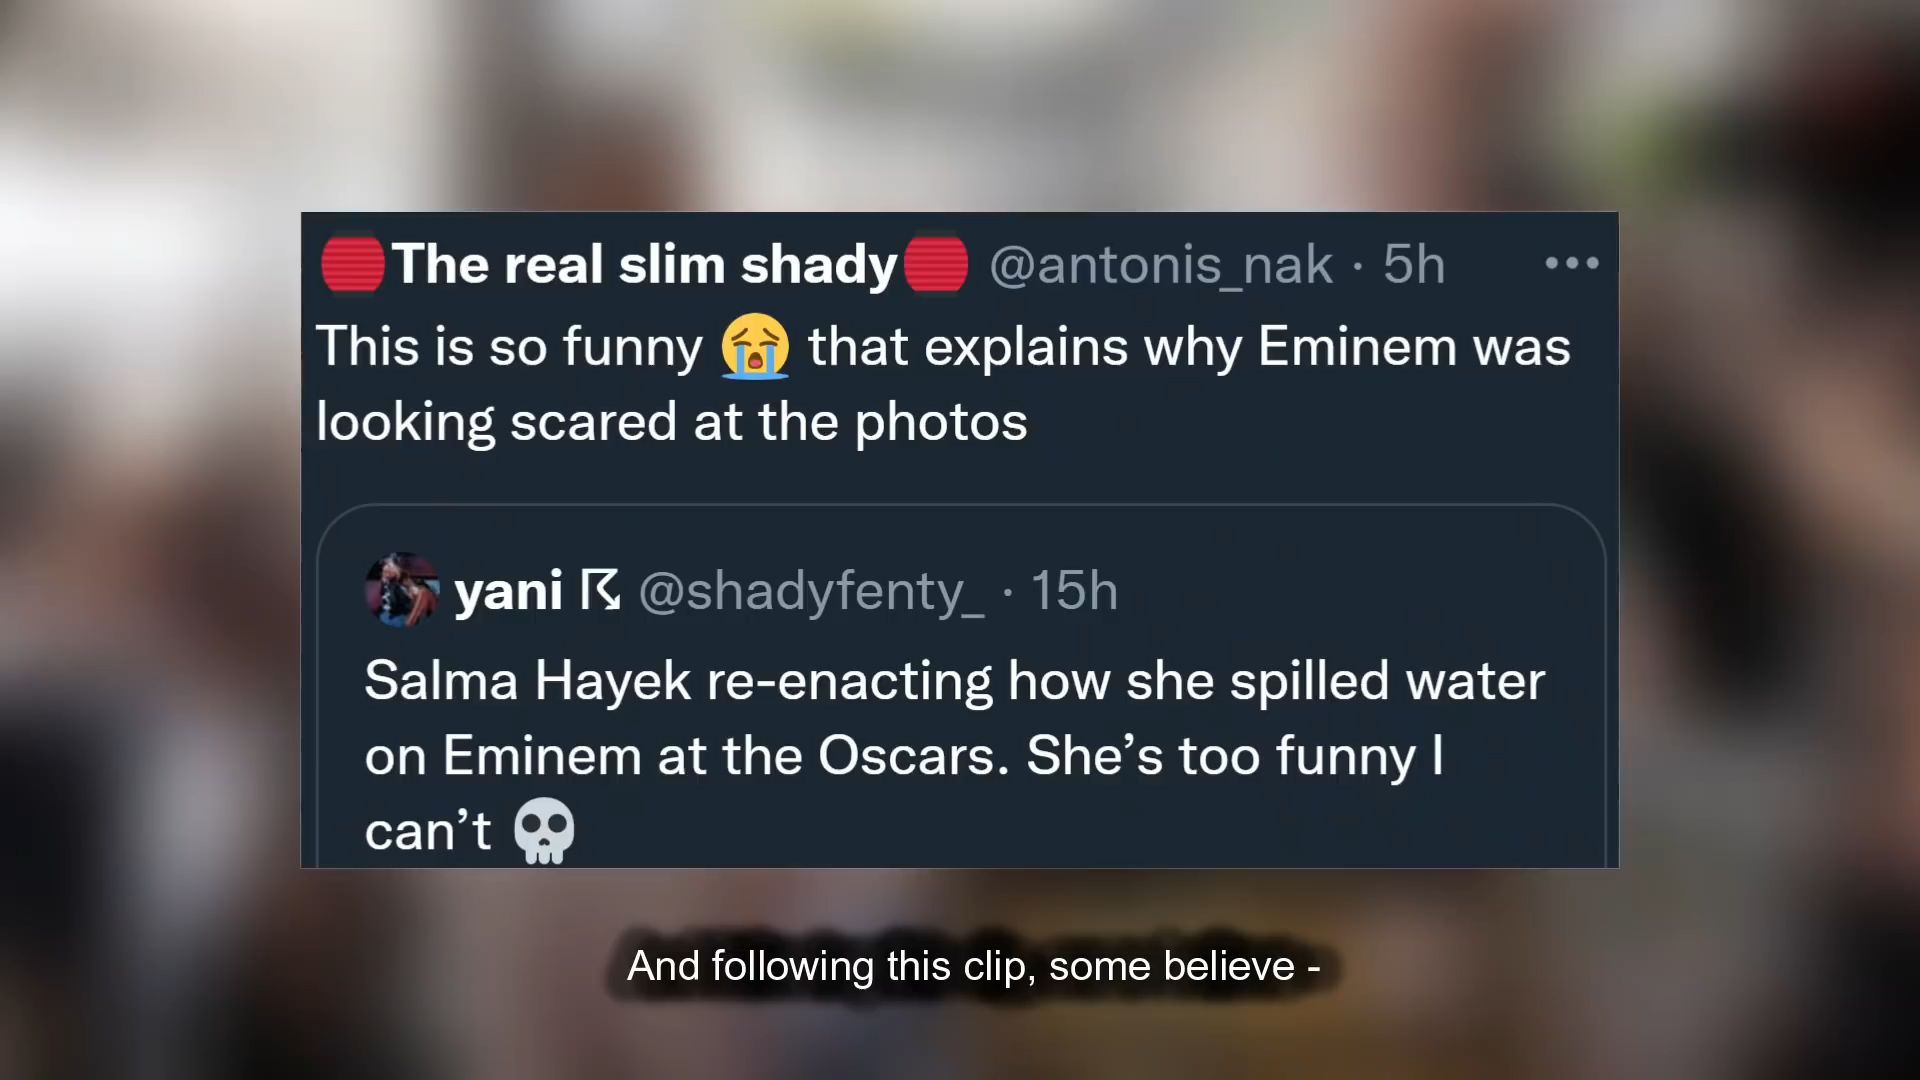 The real slim shady @antonis_nak · 5h
This is so funny 😭 that explains why Eminem was
looking scared at the photos
yani @shadyfenty_ · 15h
Salma Hayek re-enacting how she spilled water
on Eminem at the Oscars. She’s too funny I
can’t 💀
And following this clip, some believe -